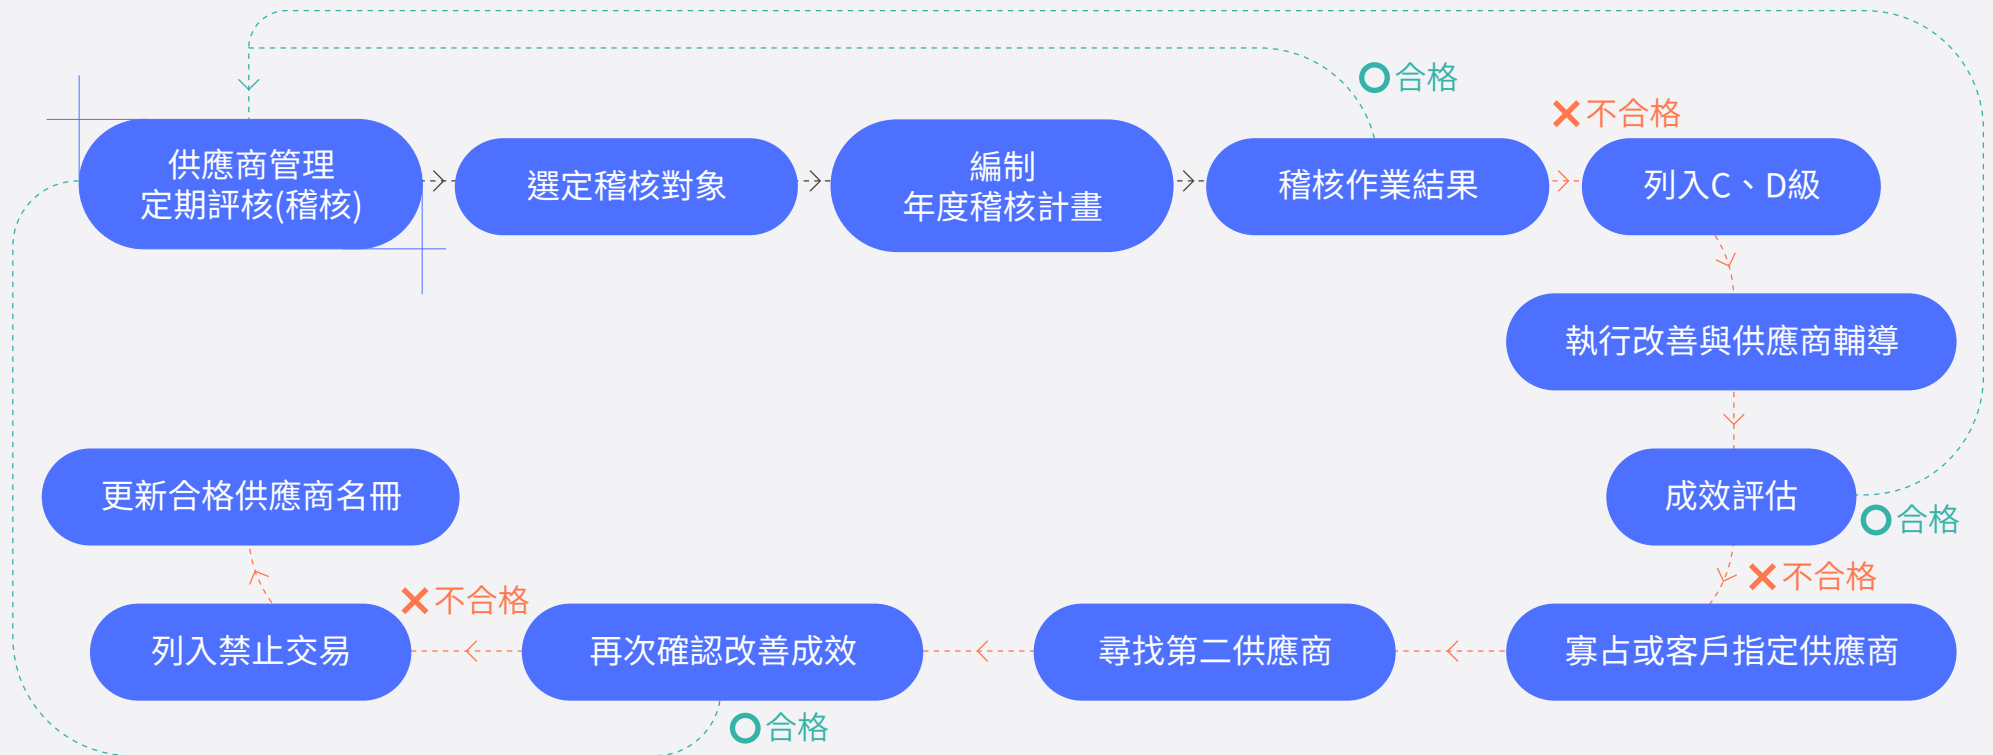 合格
不合格
供應商管理
定期評核(稽核)
選定稽核對象
編制
年度稽核計畫
稽核作業結果
列入C、D級
執行改善與供應商輔導
成效評估
合格
不合格
寡占或客戶指定供應商
尋找第二供應商
再次確認改善成效
合格
不合格
列入禁止交易
更新合格供應商名冊